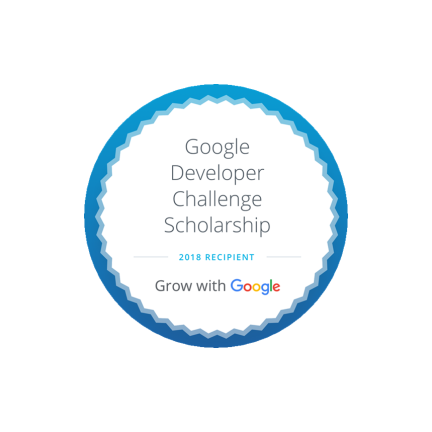 Google
Developer
Challenge
Scholarship
2018 RECIPIENT
Grow with Google